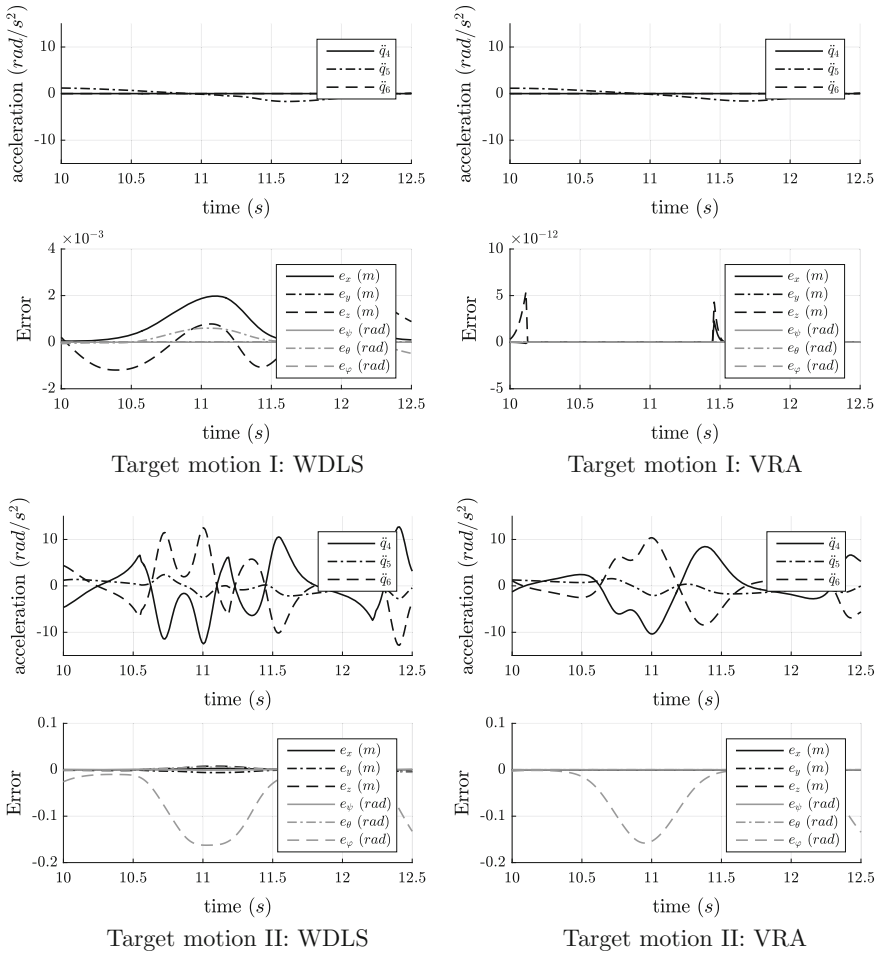 acceleration (rad/s²)
10
0
-10
q̈₄
q̈₅
q̈₆
10 10.5 11 11.5 12 12.5
time (s)
acceleration (rad/s²)
10
0
-10
q̈₄
q̈₅
q̈₆
10 10.5 11 11.5 12 12.5
time (s)
×10⁻³
Error
4
2
0
-2
eₓ (m)
e_y (m)
e_z (m)
e_ψ (rad)
e_θ (rad)
e_φ (rad)
10 10.5 11 11.5 12 12.5
time (s)
Target motion I: WDLS
×10⁻¹²
Error
10
5
0
-5
eₓ (m)
e_y (m)
e_z (m)
e_ψ (rad)
e_θ (rad)
e_φ (rad)
10 10.5 11 11.5 12 12.5
time (s)
Target motion I: VRA
acceleration (rad/s²)
10
0
-10
q̈₄
q̈₅
q̈₆
10 10.5 11 11.5 12 12.5
time (s)
acceleration (rad/s²)
10
0
-10
q̈₄
q̈₅
q̈₆
10 10.5 11 11.5 12 12.5
time (s)
Error
0.1
0
-0.1
-0.2
eₓ (m)
e_y (m)
e_z (m)
e_ψ (rad)
e_θ (rad)
e_φ (rad)
10 10.5 11 11.5 12 12.5
time (s)
Target motion II: WDLS
Error
0.1
0
-0.1
-0.2
eₓ (m)
e_y (m)
e_z (m)
e_ψ (rad)
e_θ (rad)
e_φ (rad)
10 10.5 11 11.5 12 12.5
time (s)
Target motion II: VRA